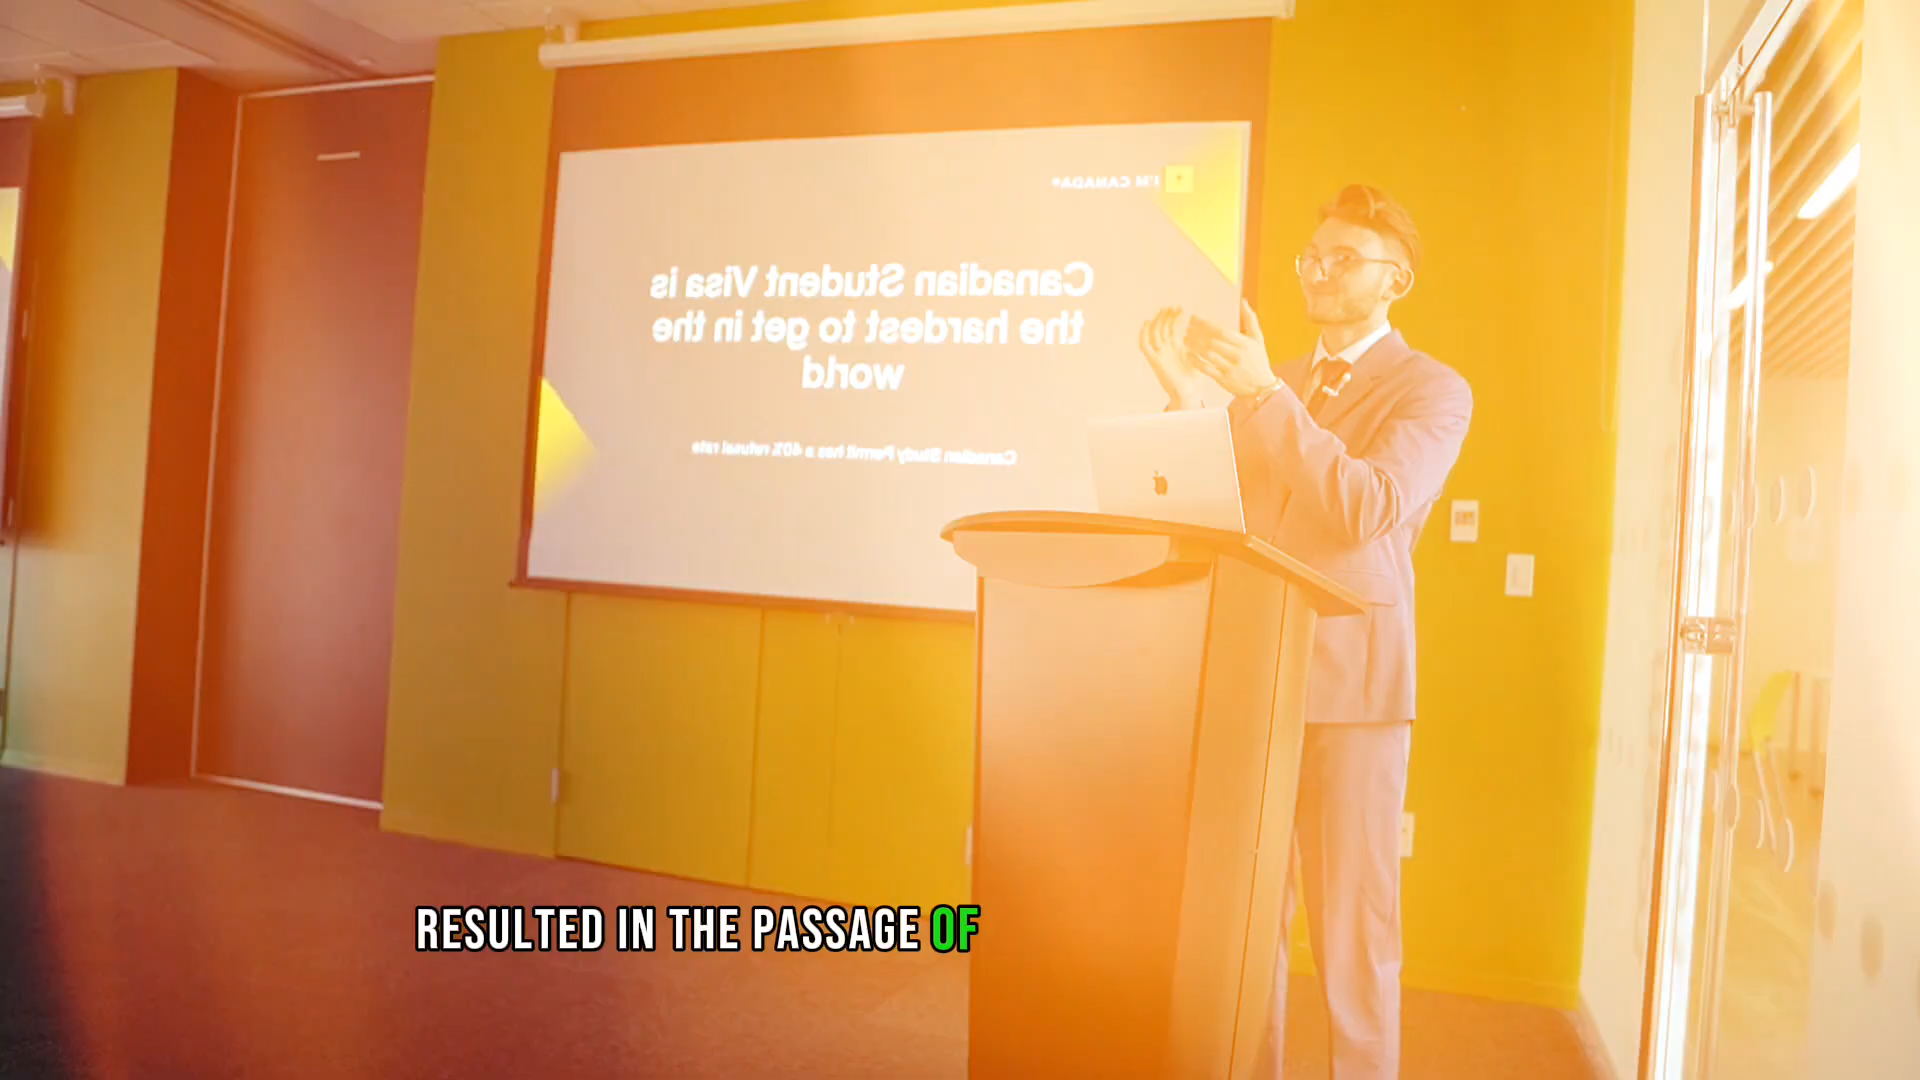 I'M CANADA®
Canadian Student Visa is
the hardest to get in the
world
Canadian Study Permit has a 40% refusal rate
RESULTED IN THE PASSAGE OF